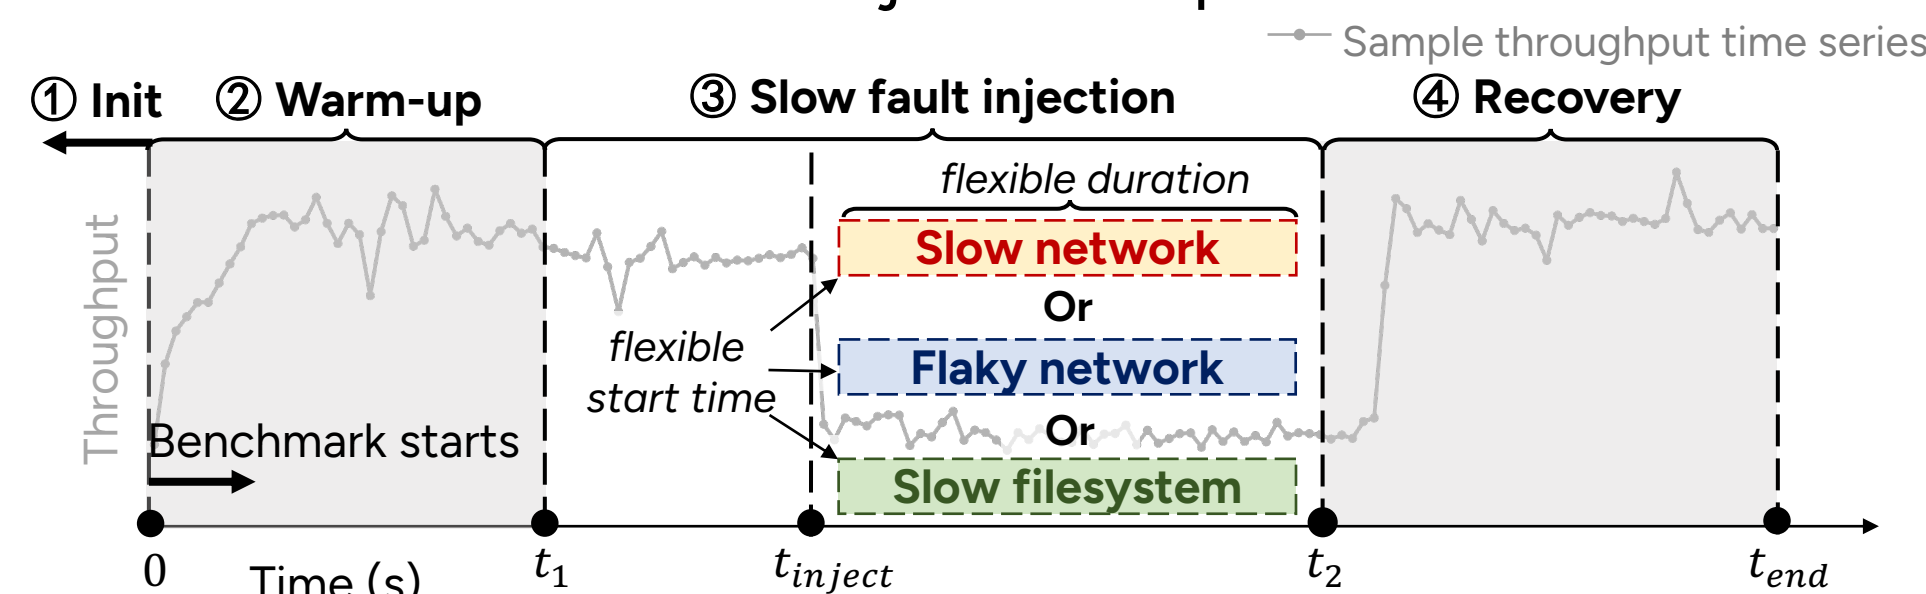 Sample throughput time series
① Init
② Warm-up
③ Slow fault injection
④ Recovery
flexible duration
Throughput
Slow network
Or
flexible
start time
Flaky network
Or
Benchmark starts
Slow filesystem
0
t1
tinject
t2
tend
Time (s)